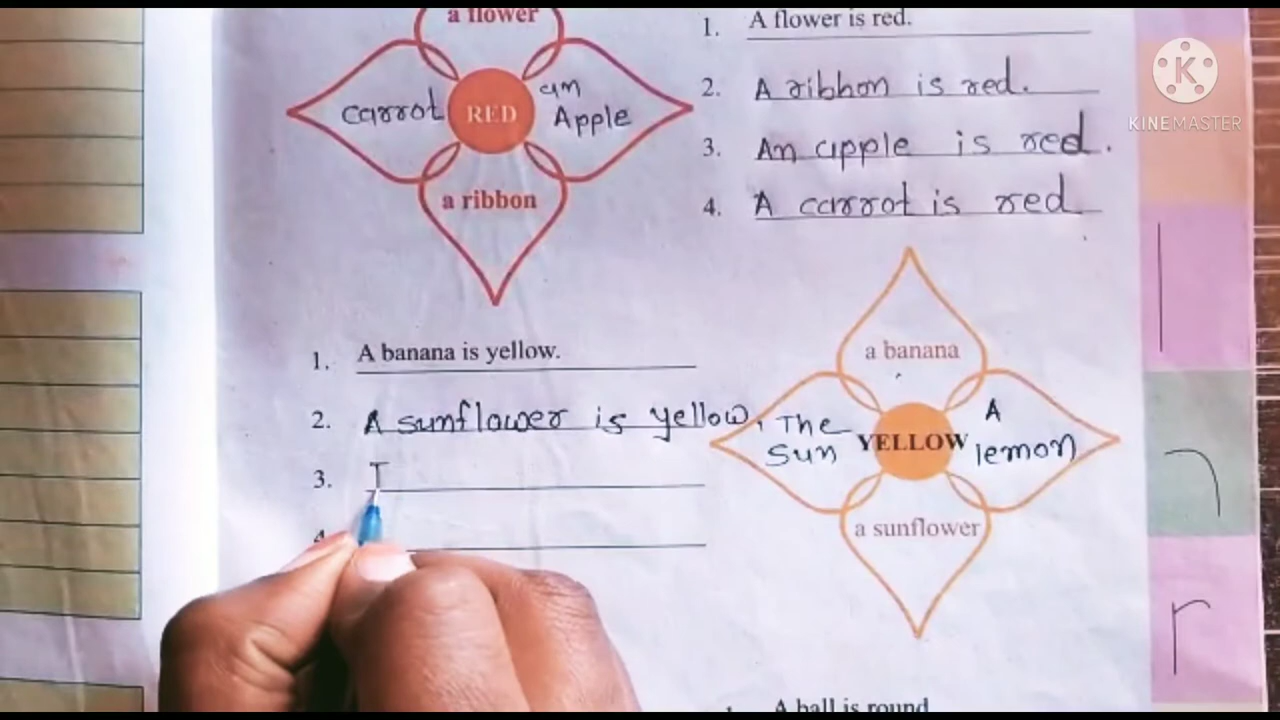 a flower
carrot
RED
an
Apple
a ribbon
1. A flower is red.
2. A ribbon is red.
3. An apple is red.
4. A carrot is red
KINEMASTER
1. A banana is yellow.
2. A sunflower is yellow.
3. T
4.
a banana
The
Sun
YELLOW
A
lemon
a sunflower
1. A ball is round